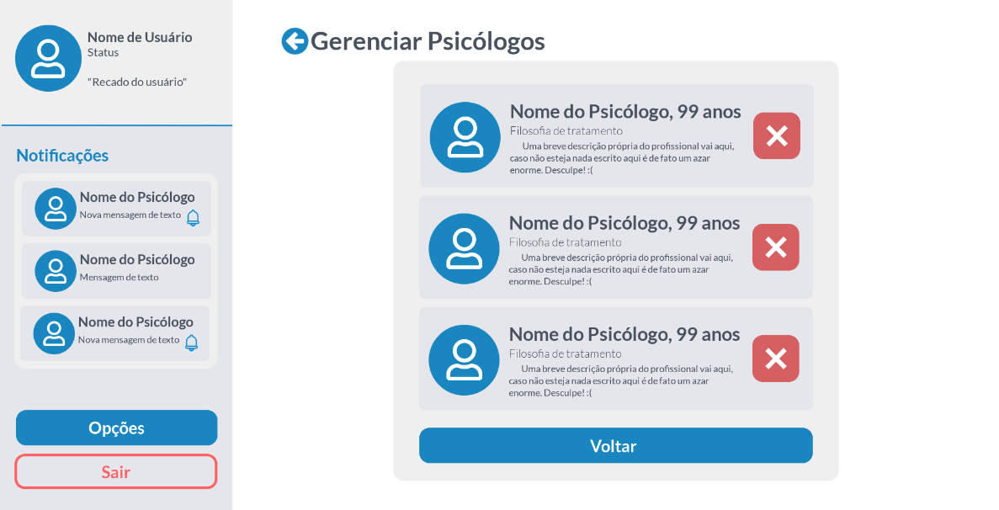 Nome de Usuário
Status
"Recado do usuário"
Notificações
Nome do Psicólogo
Nova mensagem de texto
Nome do Psicólogo
Mensagem de texto
Nome do Psicólogo
Nova mensagem de texto
Opções
Sair
Gerenciar Psicólogos
Nome do Psicólogo, 99 anos
Filosofia de tratamento
Uma breve descrição própria do profissional vai aqui,
caso não esteja nada escrito aqui é de fato um azar
enorme. Desculpe! :(
Nome do Psicólogo, 99 anos
Filosofia de tratamento
Uma breve descrição própria do profissional vai aqui,
caso não esteja nada escrito aqui é de fato um azar
enorme. Desculpe! :(
Nome do Psicólogo, 99 anos
Filosofia de tratamento
Uma breve descrição própria do profissional vai aqui,
caso não esteja nada escrito aqui é de fato um azar
enorme. Desculpe! :(
Voltar